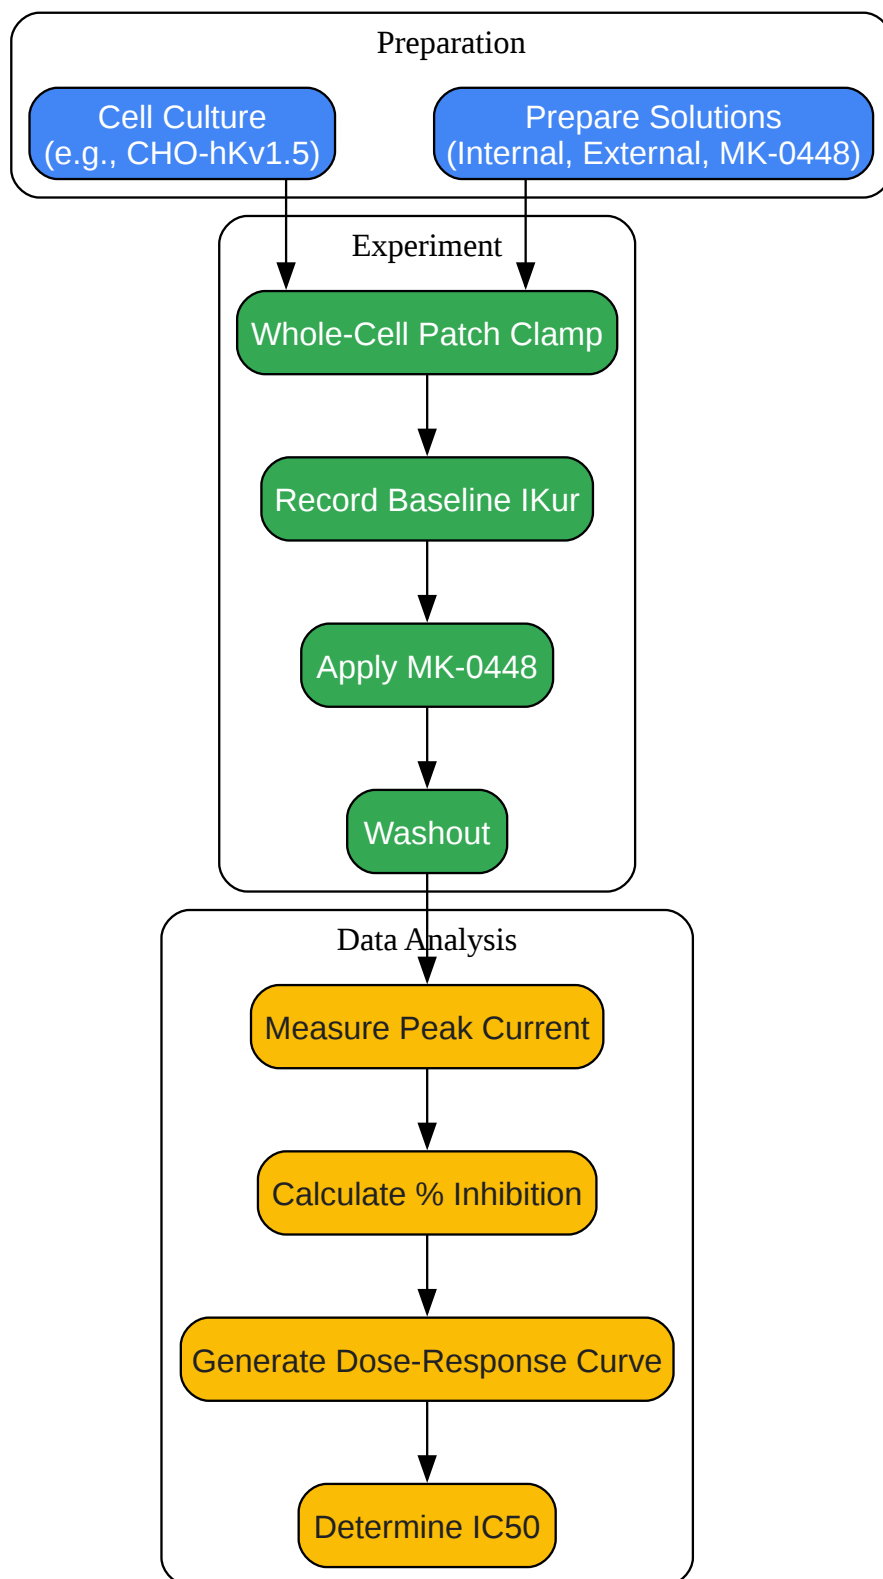 Preparation
Cell Culture
(e.g., CHO-hKv1.5)
Prepare Solutions
(Internal, External, MK-0448)
Experiment
Whole-Cell Patch Clamp
Record Baseline IKur
Apply MK-0448
Washout
Data Analysis
Measure Peak Current
Calculate % Inhibition
Generate Dose-Response Curve
Determine IC50